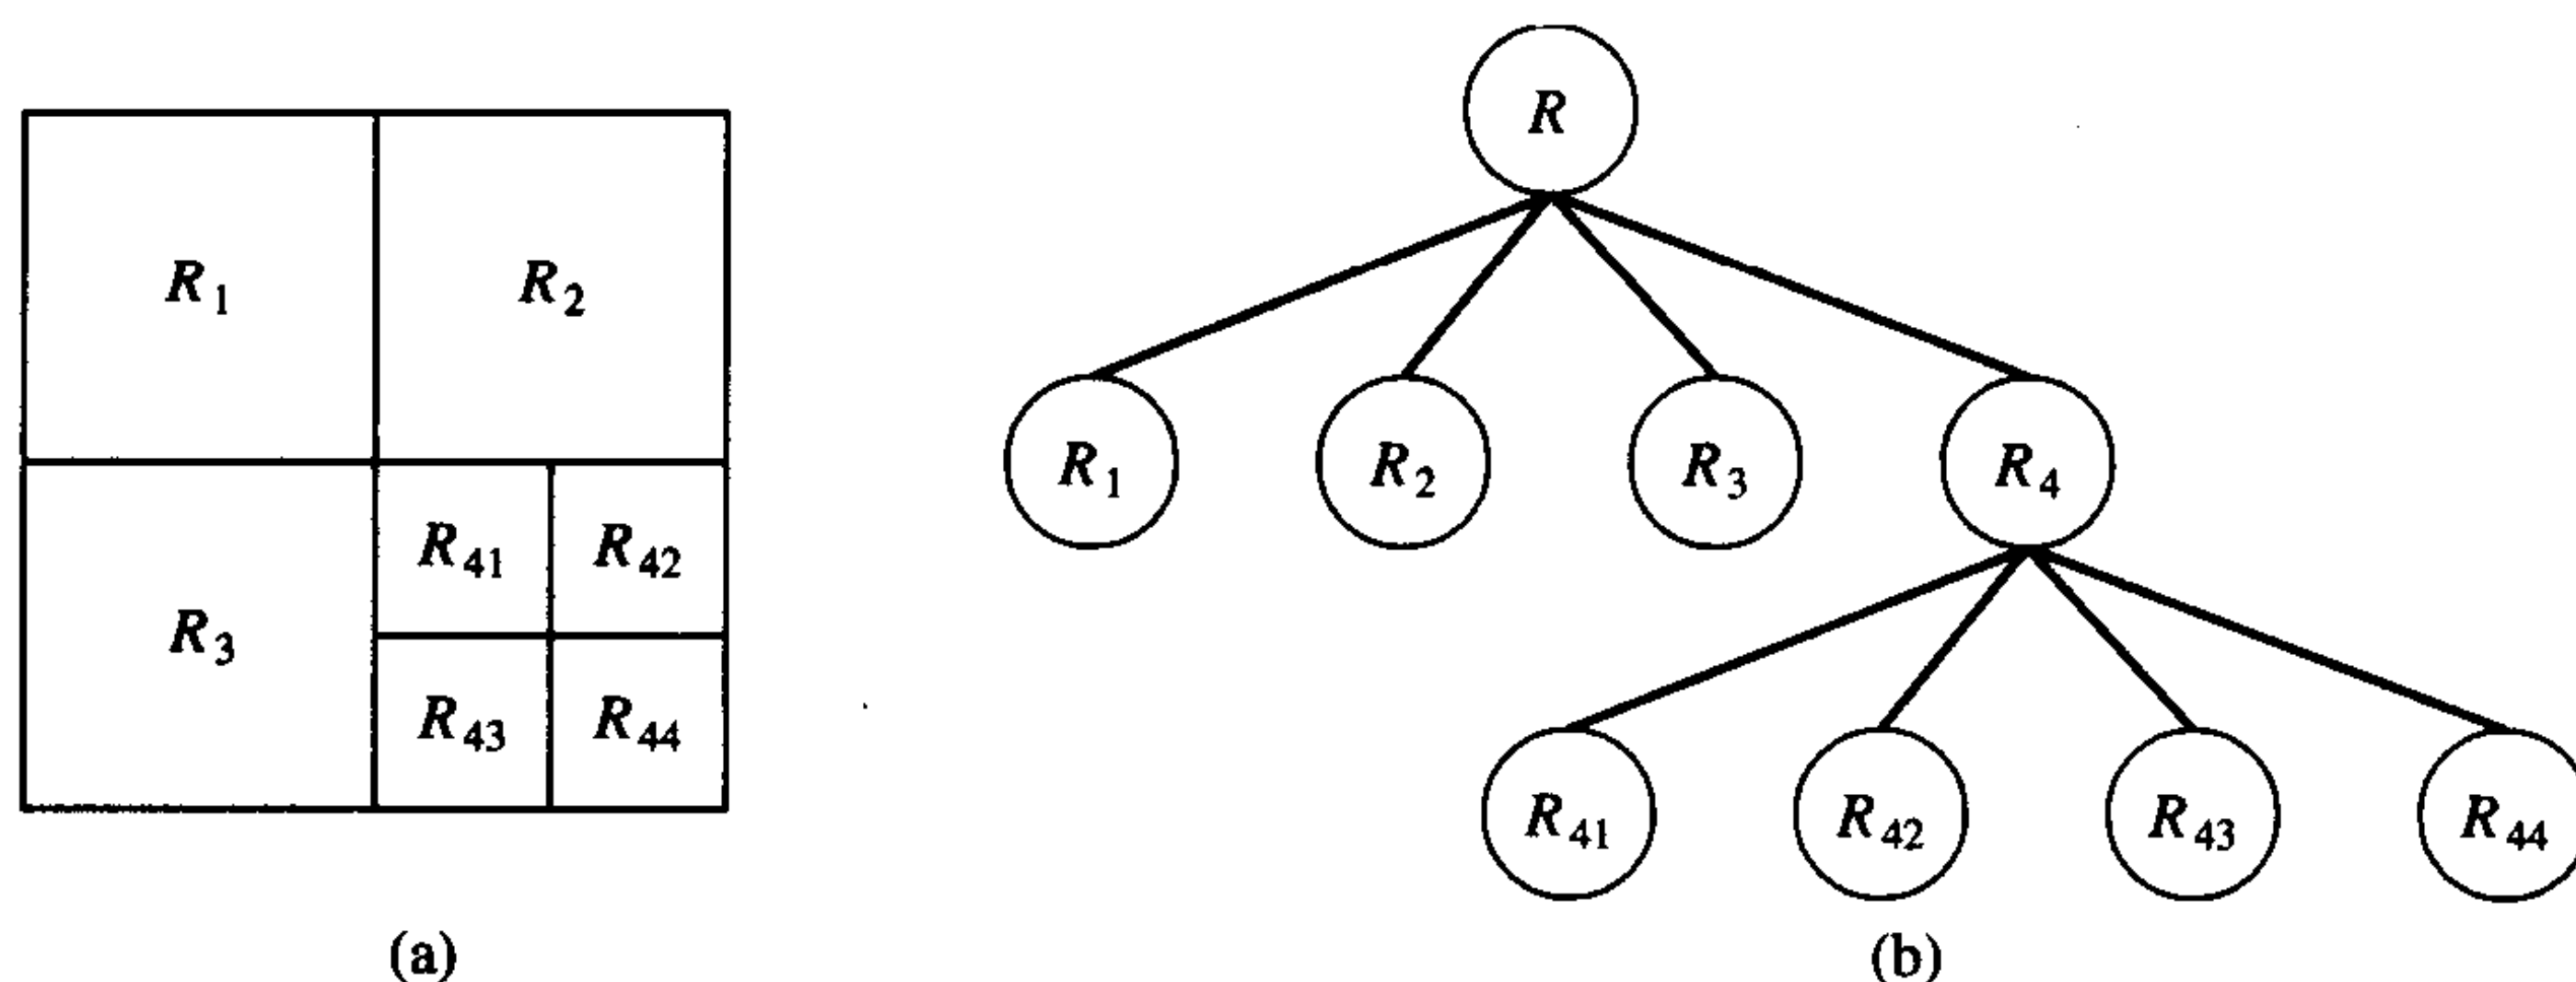 R
R₁ R₂
R₁ R₂ R₃ R₄
R₄₁ R₄₂
R₃
R₄₃ R₄₄
R₄₁ R₄₂ R₄₃ R₄₄
(a) (b)